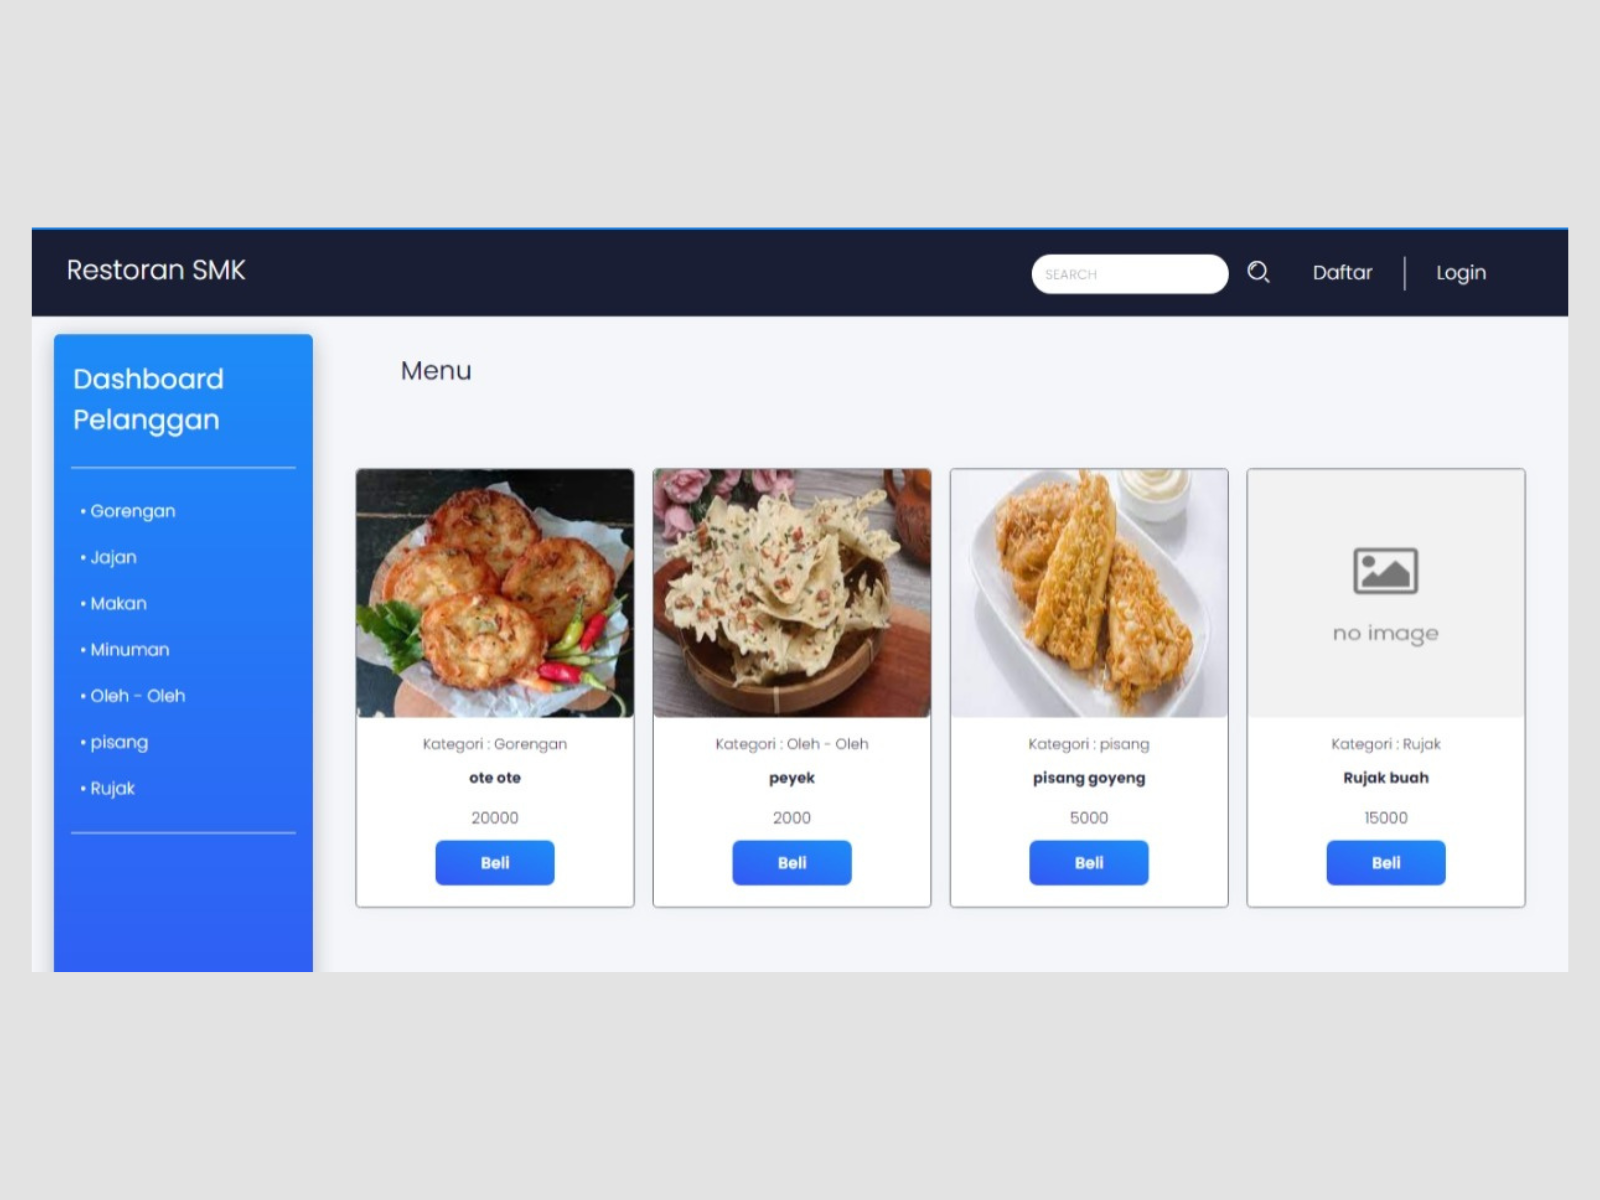 Restoran SMK
SEARCH
Daftar
Login
Dashboard
Pelanggan
• Gorengan
• Jajan
• Makan
• Minuman
• Oleh - Oleh
• pisang
• Rujak
Menu
Kategori : Gorengan
ote ote
20000
Beli
Kategori : Oleh - Oleh
peyek
2000
Beli
Kategori : pisang
pisang goyeng
5000
Beli
no image
Kategori : Rujak
Rujak buah
15000
Beli